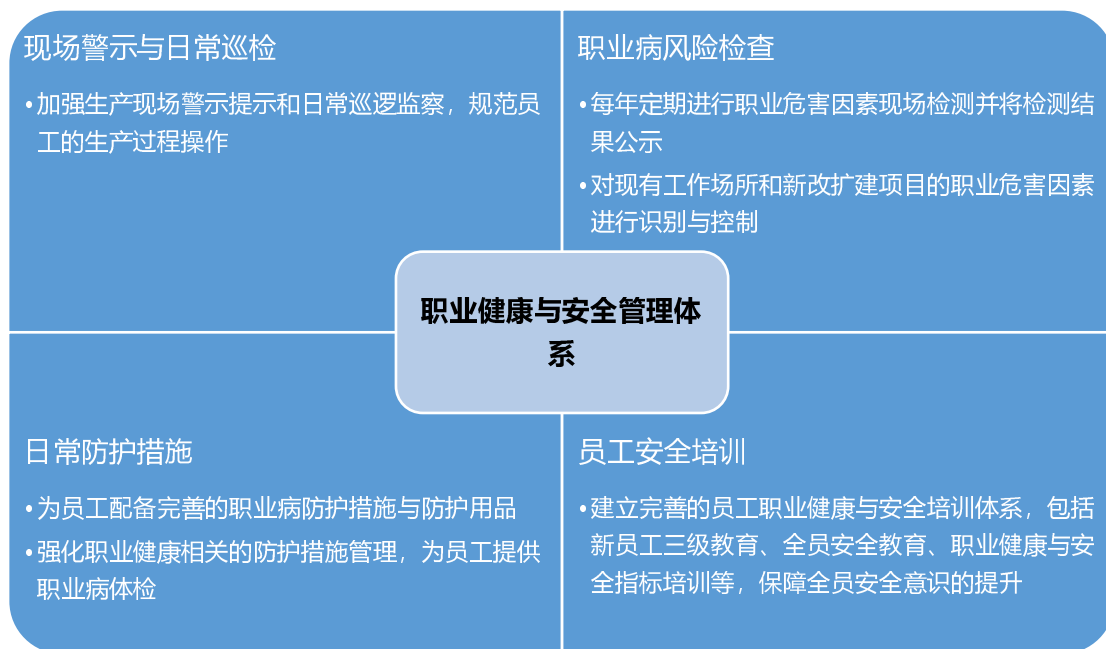 现场警示与日常巡检
•加强生产现场警示提示和日常巡逻监察，规范员
工的生产过程操作
职业病风险检查
•每年定期进行职业危害因素现场检测并将检测结
果公示
•对现有工作场所和新改扩建项目的职业危害因素
进行识别与控制
职业健康与安全管理体
系
日常防护措施
•为员工配备完善的职业病防护措施与防护用品
•强化职业健康相关的防护措施管理，为员工提供
职业病体检
员工安全培训
•建立完善的员工职业健康与安全培训体系，包括
新员工三级教育、全员安全教育、职业健康与安
全指标培训等，保障全员安全意识的提升